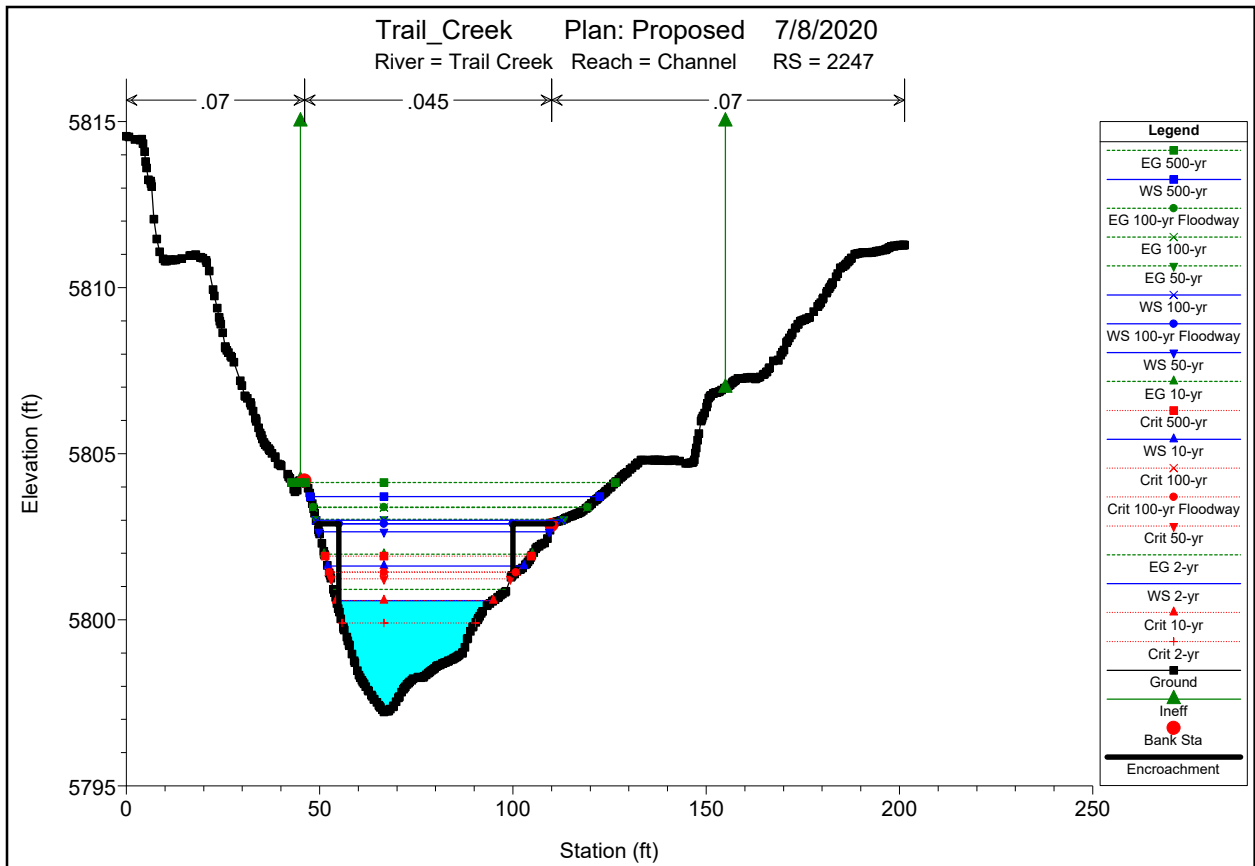 Trail_Creek Plan: Proposed 7/8/2020
River = Trail Creek Reach = Channel RS = 2247
.07
.045
.07
5815
5810
5805
5800
5795
Elevation (ft)
0
50
100
150
200
250
Station (ft)
Legend
EG 500-yr
WS 500-yr
EG 100-yr Floodway
EG 100-yr
EG 50-yr
WS 100-yr
WS 100-yr Floodway
WS 50-yr
EG 10-yr
Crit 500-yr
WS 10-yr
Crit 100-yr
Crit 100-yr Floodway
Crit 50-yr
EG 2-yr
WS 2-yr
Crit 10-yr
Crit 2-yr
Ground
Ineff
Bank Sta
Encroachment